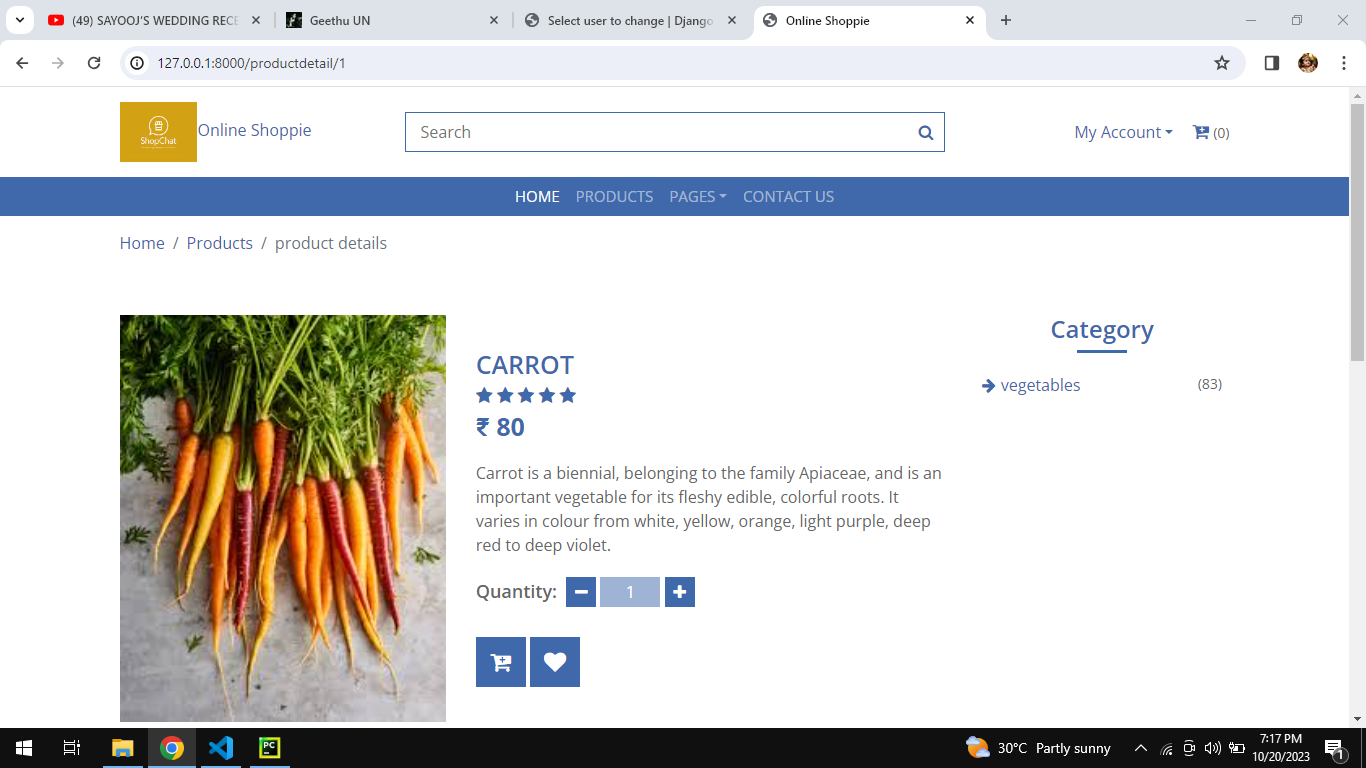 (49) SAYOOJ'S WEDDING RECE
Geethu UN
Select user to change | Django
Online Shoppie
127.0.0.1:8000/productdetail/1
ShopChat
Online Shoppie
Search
My Account
(0)
HOME
PRODUCTS
PAGES
CONTACT US
Home / Products / product details
CARROT
₹ 80
Carrot is a biennial, belonging to the family Apiaceae, and is an
important vegetable for its fleshy edible, colorful roots. It
varies in colour from white, yellow, orange, light purple, deep
red to deep violet.
Quantity:
1
Category
vegetables
(83)
PC
30°C Partly sunny
7:17 PM
10/20/2023
1